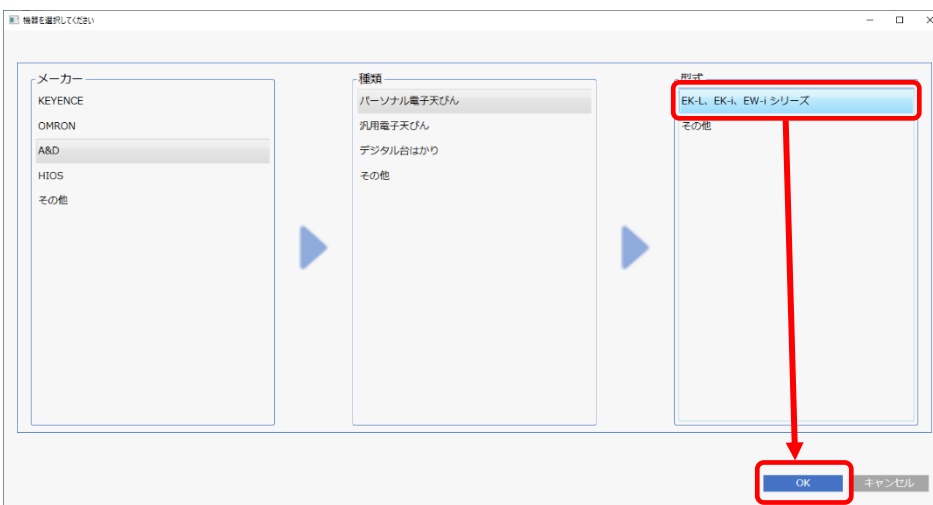 機器を選択してください
メーカー
KEYENCE
OMRON
A&D
HIOS
その他
種類
パーソナル電子天びん
汎用電子天びん
デジタル台はかり
その他
型式
EK-L、EK-i、EW-i シリーズ
その他
OK
キャンセル